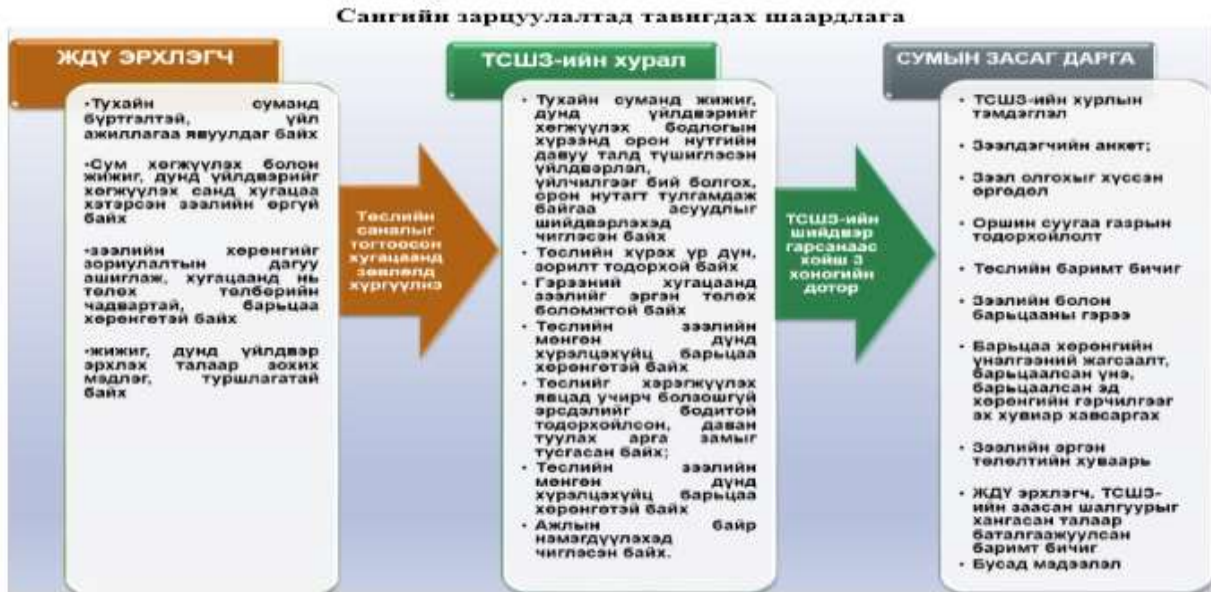 Сангийн зарцуулалтад тавигдах шаардлага
ЖДҮ ЭРХЛЭГЧ
•Тухайн суманд
бүртгэлтэй, үйл
ажиллагаа явуулдаг байх
•Сум хөгжүүлэх болон
жижиг, дунд үйлдвэрийг
хөгжүүлэх санд хугацаа
хэтэрсэн зээлийн өргүй
байх
•зээлийн хөрөнгийг
зориулалтын дагуу
ашиглаж, хугацаанд нь
төлөх төлбөрийн
чадвартай, барьцаа
хөрөнгөтэй байх
•жижиг, дунд үйлдвэр
эрхлэх талаар зохих
мэдлэг, туршлагатай
байх
Төслийн
саналыг
тогтоосон
хугацаанд
зөвлөлд
хүргүүлнэ
ТСШЗ-ийн хурал
• Тухайн суманд жижиг,
дунд үйлдвэрийг
хөгжүүлэх бодлогын
хүрээнд орон нутгийн
давуу талд түшиглэсэн
үйлдвэрлэл,
үйлчилгээг бий болгох,
орон нутагт тулгамдаж
байгаа асуудлыг
шийдвэрлэхэд
чиглэсэн байх
• Төслийн хүрэх үр дүн,
зорилт тодорхой байх
• Гэрээний хугацаанд
зээлийг эргэн төлөх
боломжтой байх
• Төслийн зээлийн
мөнгөн дүнд
хүрэлцэхүйц барьцаа
хөрөнгөтэй байх
• Төслийг хэрэгжүүлэх
явцад учирч болзошгүй
эрсдэлийг бодитой
тодорхойлсон, даван
туулах арга замыг
тусгасан байх;
• Төслийн зээлийн
мөнгөн дүнд
хүрэлцэхүйц барьцаа
хөрөнгөтэй байх
• Ажлын байр
нэмэгдүүлэхэд
чиглэсэн байх.
ТСШЗ-ийн
шийдвэр
гарсанаас
хойш 3
хоногийн
дотор
СУМЫН ЗАСАГ ДАРГА
• ТСШЗ-ийн хурлын
тэмдэглэл
• Зээлдэгчийн анкет;
• Зээл олгохыг хүссэн
өргөдөл
• Оршин суугаа газрын
тодорхойлолт
• Төслийн баримт бичиг
• Зээлийн болон
барьцааны гэрээ
• Барьцаа хөрөнгийн
үнэлгээний жагсаалт,
барьцаалсан үнэ,
барьцаалсан эд
хөрөнгийн гэрчилгээг
эх хувиар хавсаргах
• Зээлийн эргэн
төлөлтийн хуваарь
• ЖДҮ эрхлэгч, ТСШЗ-
ийн заасан шалгуурыг
хангасан талаар
баталгаажуулсан
баримт бичиг
• Бусад мэдээлэл